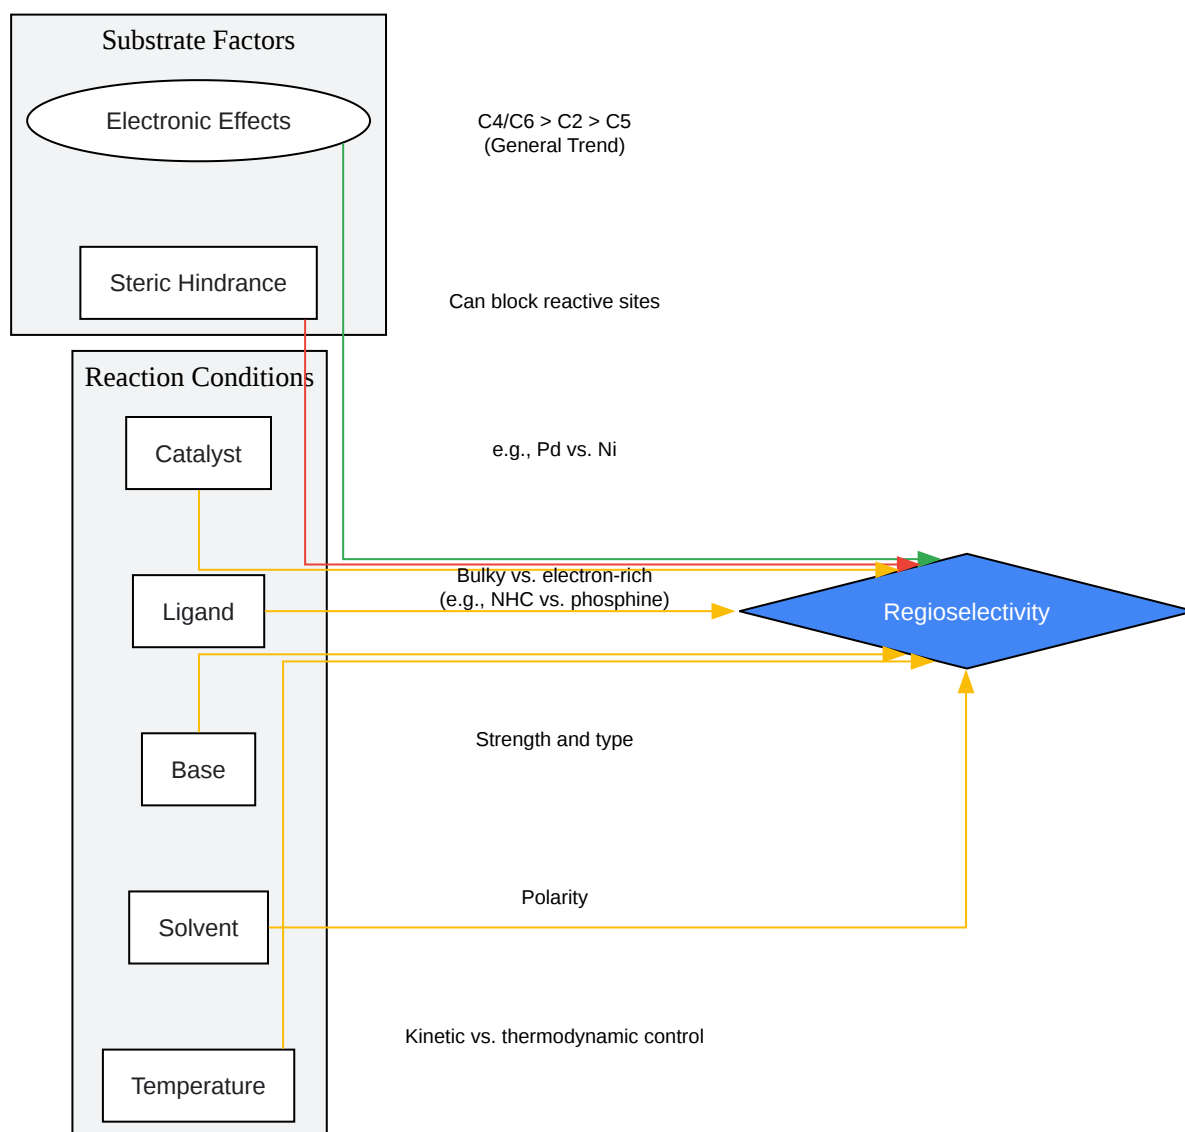 Substrate Factors
Electronic Effects
C4/C6 > C2 > C5
(General Trend)
Steric Hindrance
Can block reactive sites
Reaction Conditions
Catalyst
e.g., Pd vs. Ni
Ligand
Bulky vs. electron-rich
(e.g., NHC vs. phosphine)
Regioselectivity
Base
Strength and type
Solvent
Polarity
Temperature
Kinetic vs. thermodynamic control